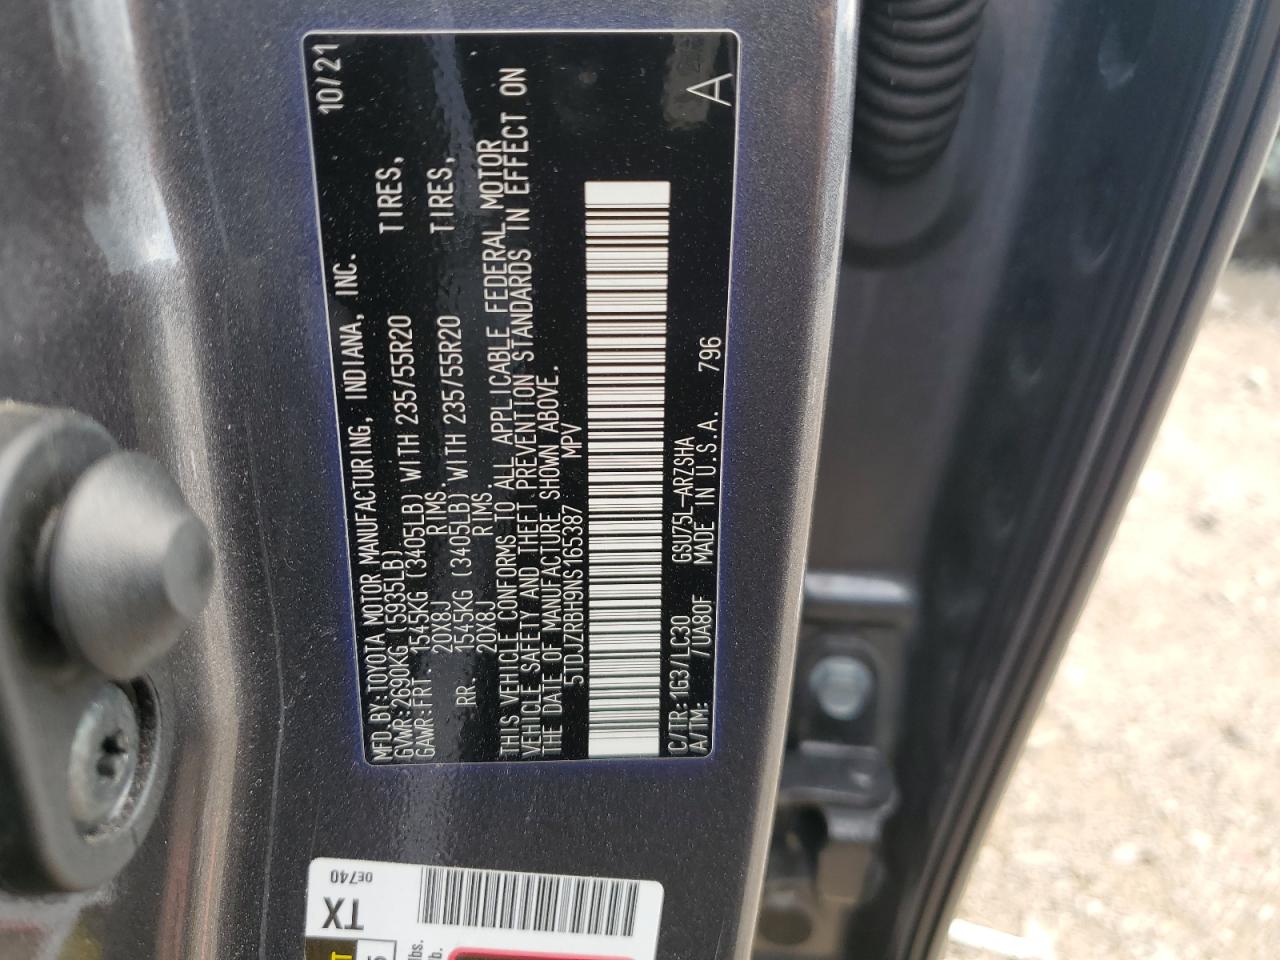 MFD. BY: TOYOTA MOTOR MANUFACTURING, INDIANA, INC. 10/21
GVWR: 2690KG (5935LB)
GAWR: FRT. 1545KG (3405LB) WITH 235/55R20 TIRES,
20X8J RIMS.
RR. 1545KG (3405LB) WITH 235/55R20 TIRES,
20X8J RIMS
THIS VEHICLE CONFORMS TO ALL APPLICABLE FEDERAL MOTOR
VEHICLE SAFETY AND THEFT PREVENTION STANDARDS IN EFFECT ON
THE DATE OF MANUFACTURE SHOWN ABOVE.
5TDJZRBH9NS165387 MPV
C/TR: 1G3/LC30 GSU75L-ARZSHA
A/TM: /UA80F MADE IN U.S.A. 796 A
0E740
TX
lbs.